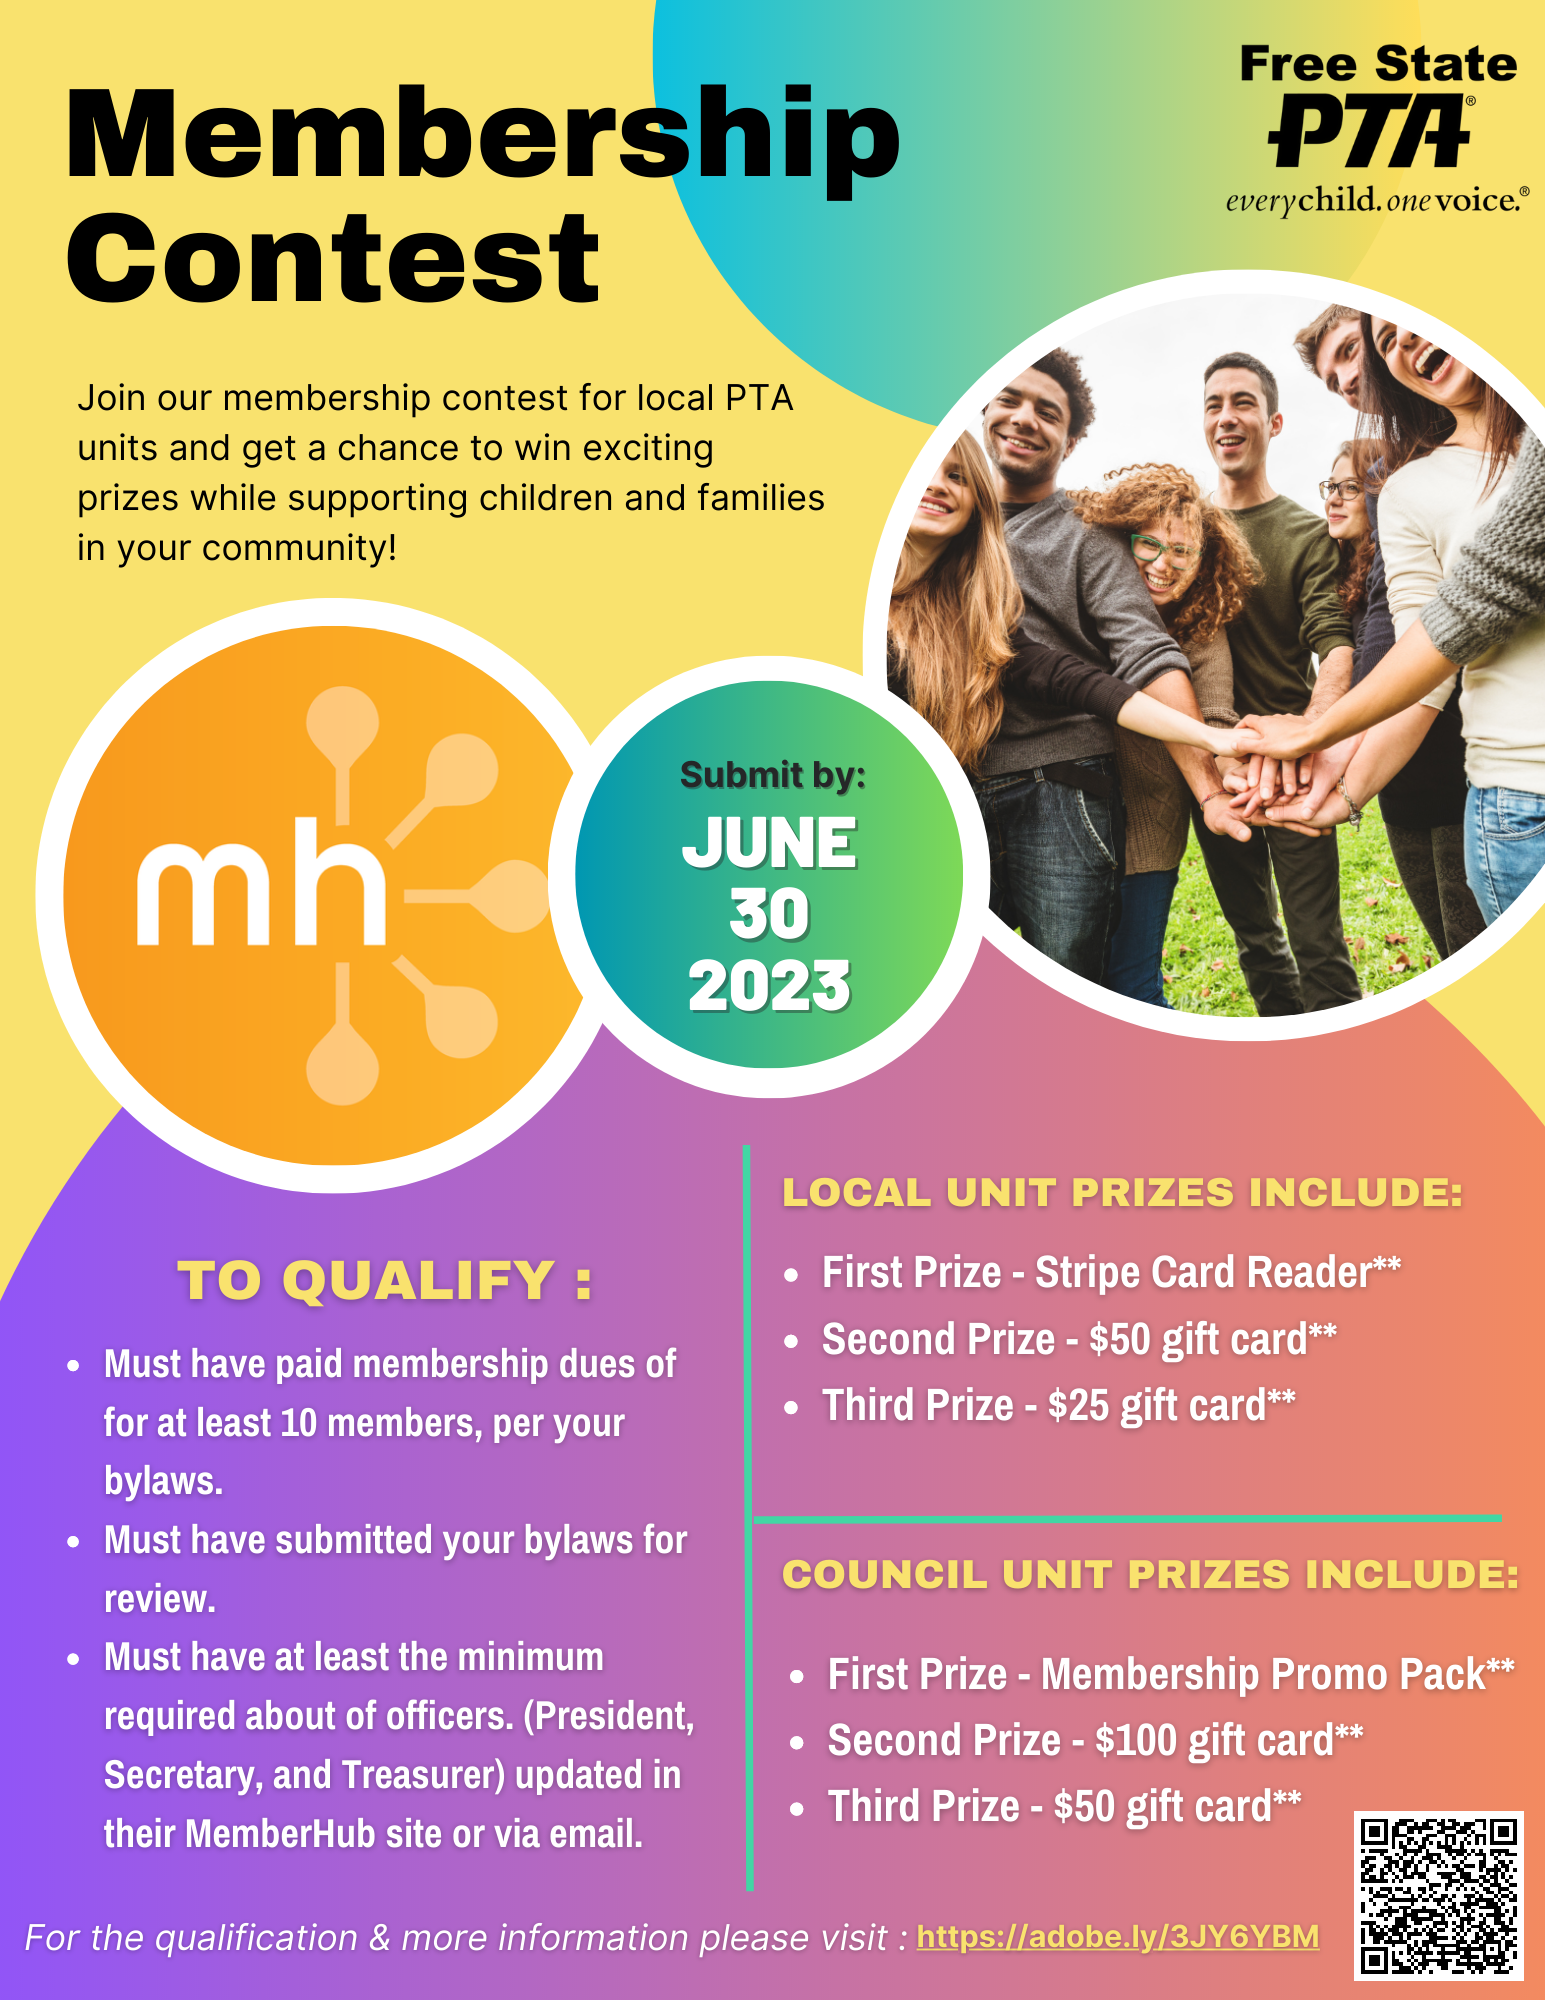 Membership
Contest
Free State
PTA®
everychild.onevoice.®
Join our membership contest for local PTA
units and get a chance to win exciting
prizes while supporting children and families
in your community!
mh
Submit by:
JUNE
30
2023
TO QUALIFY :
• Must have paid membership dues of
for at least 10 members, per your
bylaws.
• Must have submitted your bylaws for
review.
• Must have at least the minimum
required about of officers. (President,
Secretary, and Treasurer) updated in
their MemberHub site or via email.
LOCAL UNIT PRIZES INCLUDE:
• First Prize - Stripe Card Reader**
• Second Prize - $50 gift card**
• Third Prize - $25 gift card**
COUNCIL UNIT PRIZES INCLUDE:
• First Prize - Membership Promo Pack**
• Second Prize - $100 gift card**
• Third Prize - $50 gift card**
For the qualification & more information please visit : https://adobe.ly/3JY6YBM